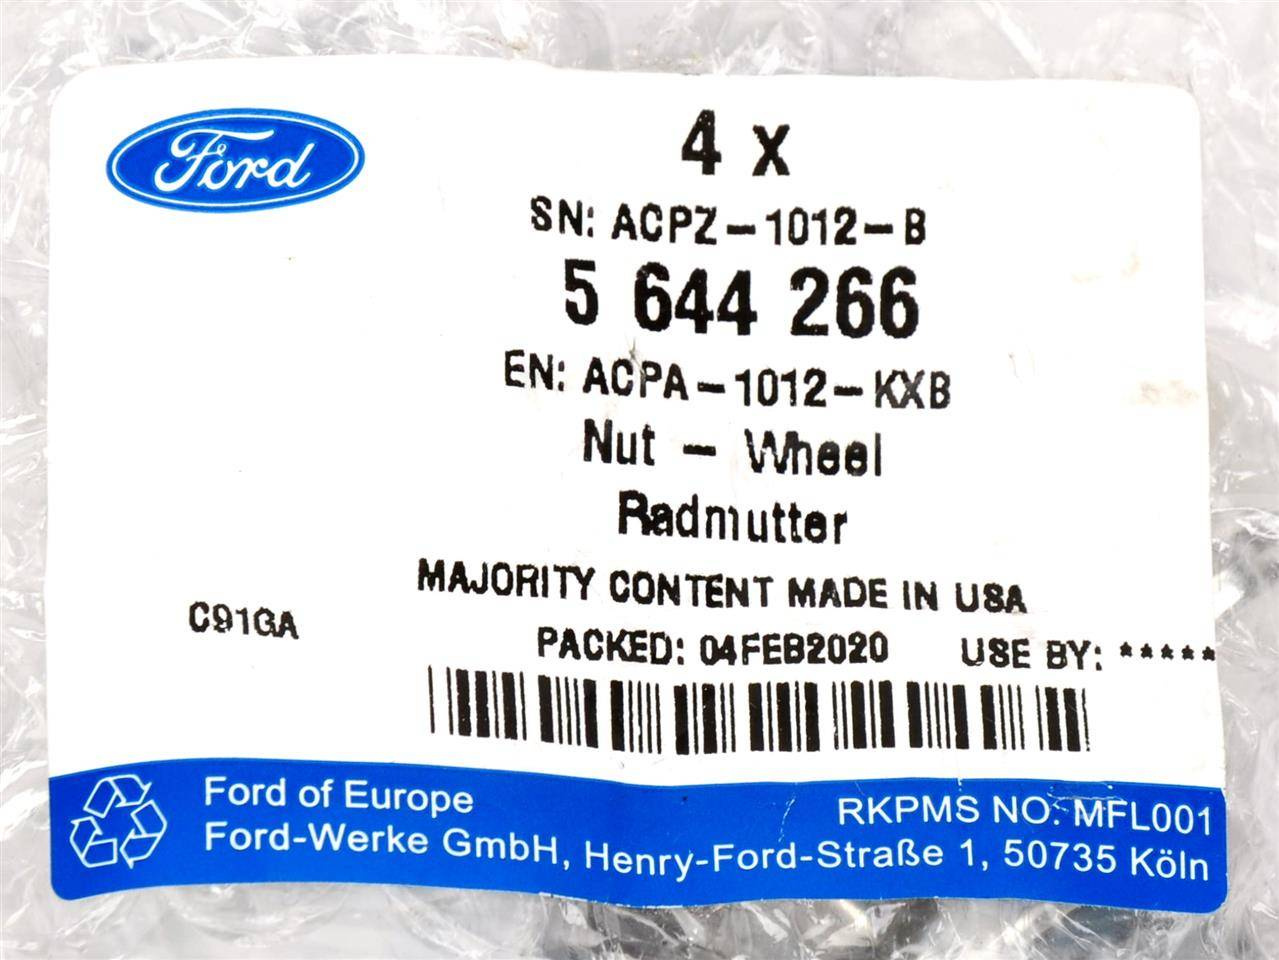 Ford
4 x
SN: ACPZ-1012-B
5 644 266
EN: ACPA-1012-KXB
Nut - Wheel
Radmutter
MAJORITY CONTENT MADE IN USA
C91GA
PACKED: 04FEB2020 USE BY: *****
Ford of Europe
RKPMS NO: MFL001
Ford-Werke GmbH, Henry-Ford-Straße 1, 50735 Köln